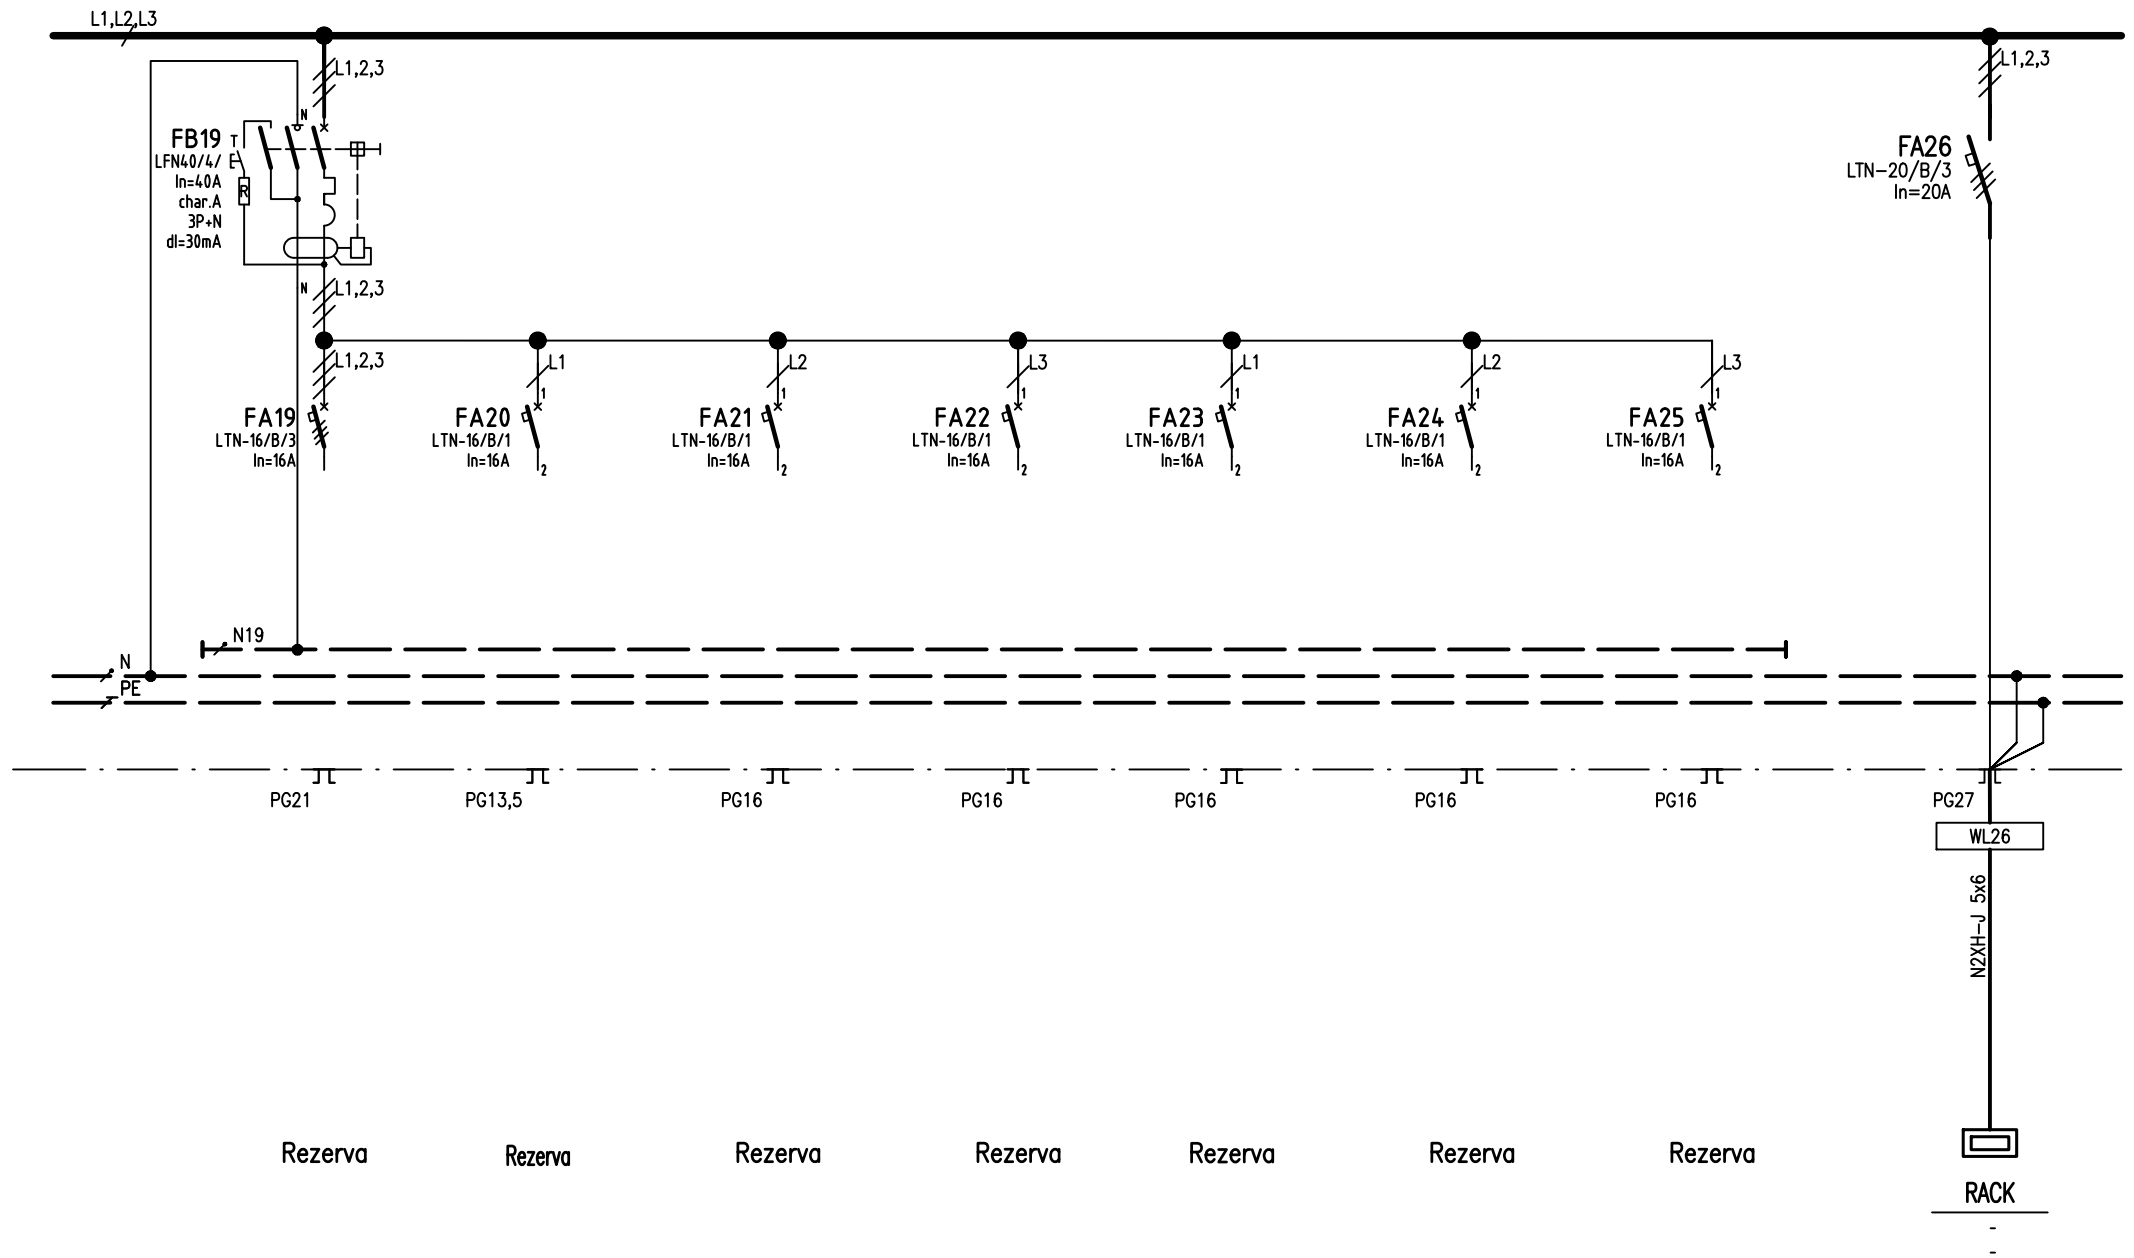 L1,L2,L3
L1,2,3
L1,2,3
N
FB19
LFN40/4/
In=40A
char.A
3P+N
dI=30mA
T
R
FA26
LTN-20/B/3
In=20A
N
L1,2,3
L1,2,3
L1
L2
L3
L1
L2
L3
1
1
1
1
1
1
FA19
LTN-16/B/3
In=16A
FA20
LTN-16/B/1
In=16A
FA21
LTN-16/B/1
In=16A
FA22
LTN-16/B/1
In=16A
FA23
LTN-16/B/1
In=16A
FA24
LTN-16/B/1
In=16A
FA25
LTN-16/B/1
In=16A
2
2
2
2
2
2
N19
N
PE
PG21
PG13,5
PG16
PG16
PG16
PG16
PG16
PG27
WL26
N2XH-J 5x6
Rezerva
Rezerva
Rezerva
Rezerva
Rezerva
Rezerva
Rezerva
RACK
-
-